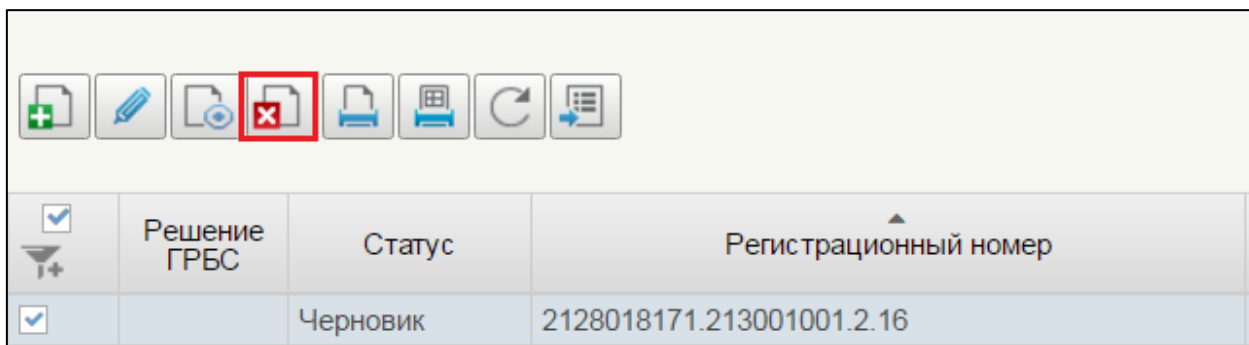 Решение
ГРБС
Статус
Регистрационный номер
Черновик
2128018171.213001001.2.16